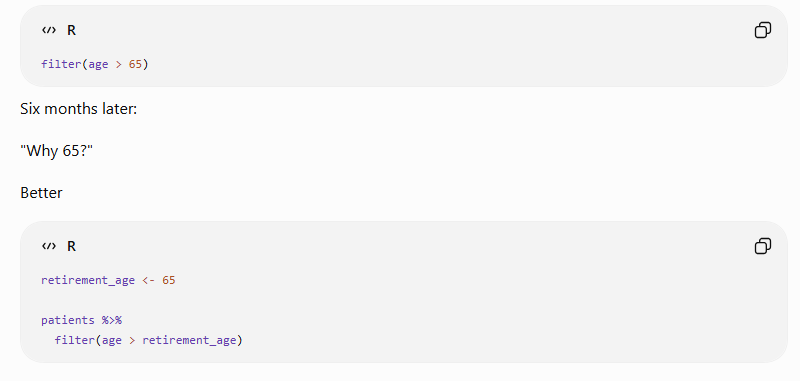 R
filter(age > 65)
Six months later:
"Why 65?"
Better
R
retirement_age <- 65
patients %>%
  filter(age > retirement_age)